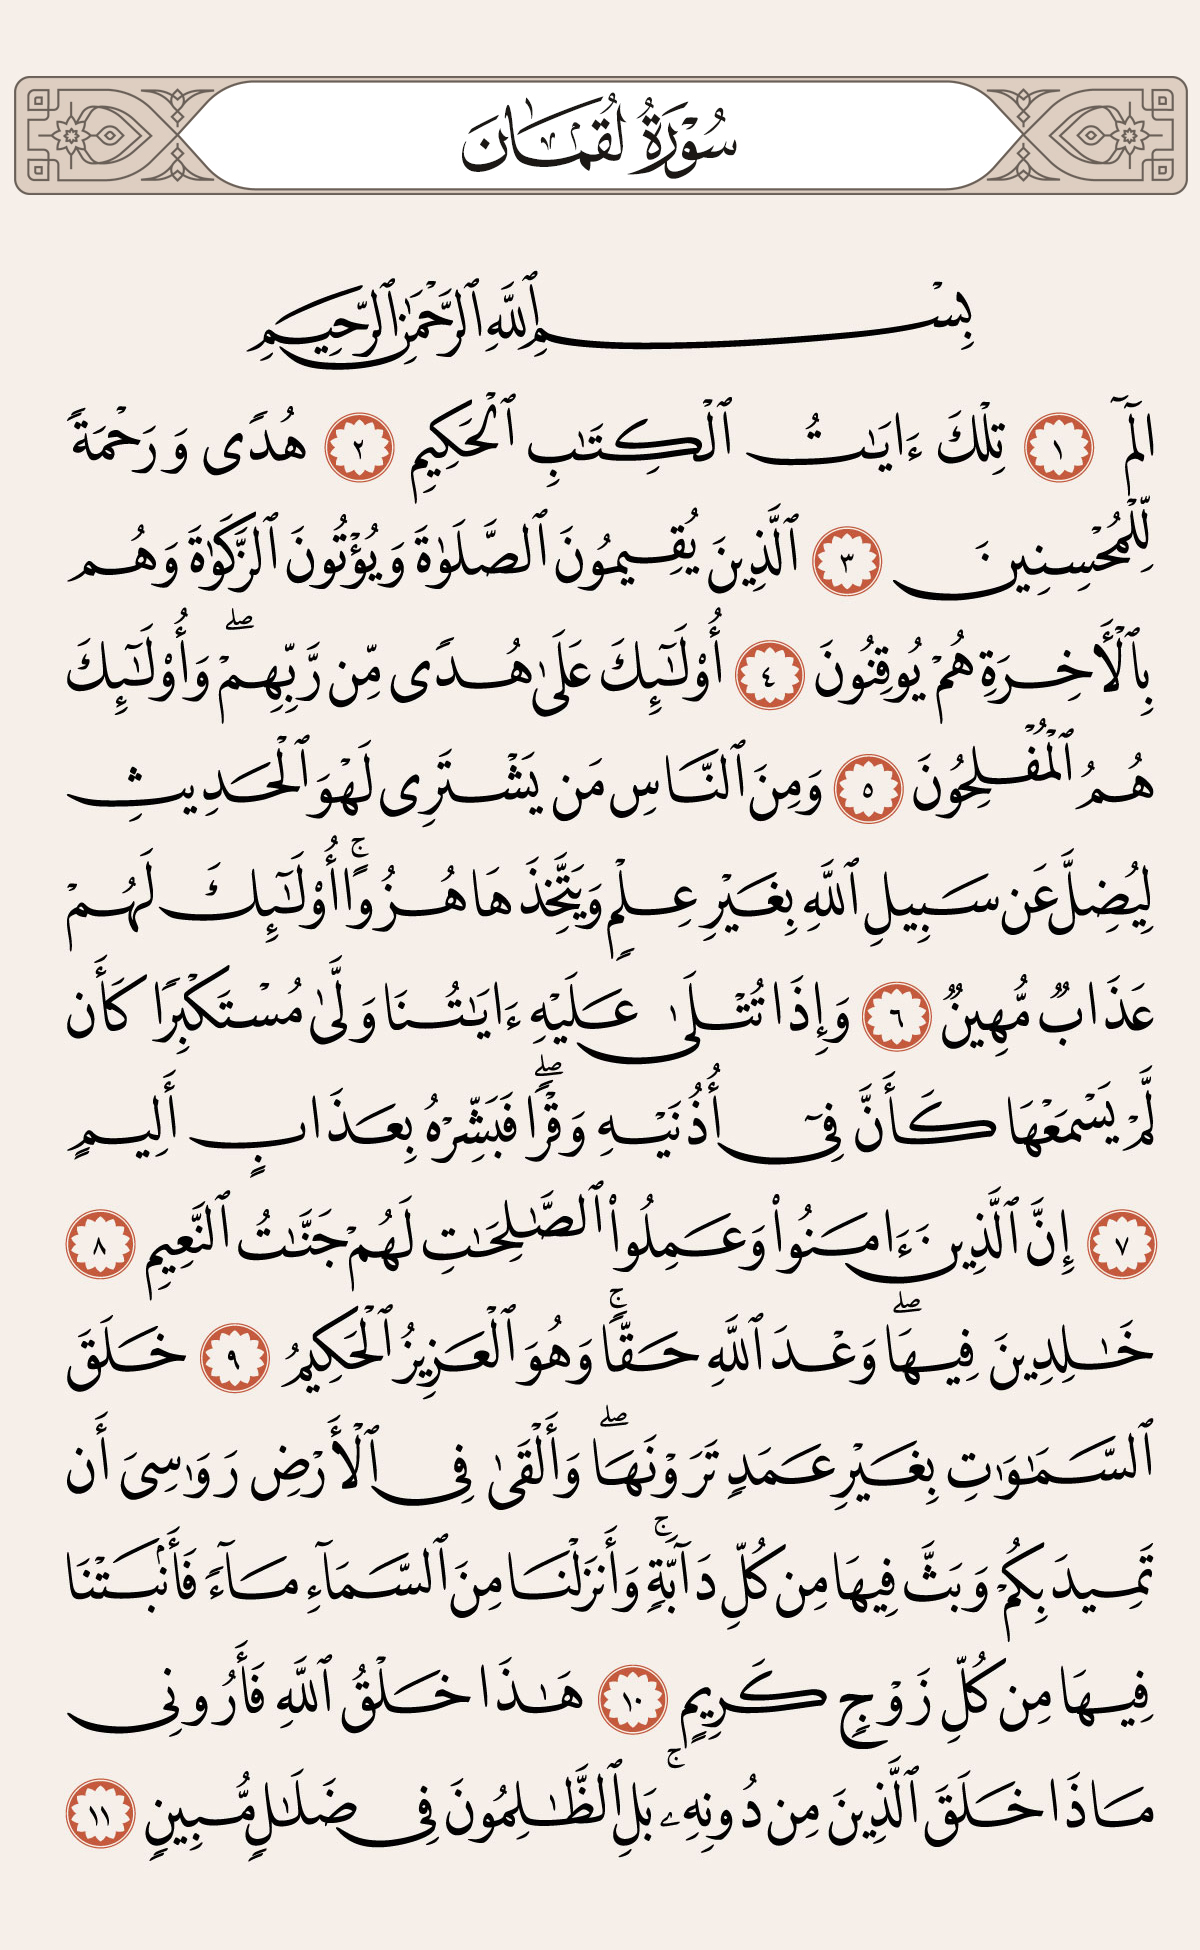 سُورَةُ لُقْمَان
بِسْمِ ٱللَّهِ ٱلرَّحْمَٰنِ ٱلرَّحِيمِ
الٓمٓ ١ تِلْكَ ءَايَٰتُ ٱلْكِتَٰبِ ٱلْحَكِيمِ ٢ هُدًى وَرَحْمَةً
لِّلْمُحْسِنِينَ ٣ ٱلَّذِينَ يُقِيمُونَ ٱلصَّلَوٰةَ وَيُؤْتُونَ ٱلزَّكَوٰةَ وَهُم
بِٱلْأَخِرَةِ هُمْ يُوقِنُونَ ٤ أُوْلَٰٓئِكَ عَلَىٰ هُدًى مِّن رَّبِّهِمْۖ وَأُوْلَٰٓئِكَ
هُمُ ٱلْمُفْلِحُونَ ٥ وَمِنَ ٱلنَّاسِ مَن يَشْتَرِى لَهْوَ ٱلْحَدِيثِ
لِيُضِلَّ عَن سَبِيلِ ٱللَّهِ بِغَيْرِ عِلْمٍ وَيَتَّخِذَهَا هُزُوًاۚ أُوْلَٰٓئِكَ لَهُمْ
عَذَابٌ مُّهِينٌ ٦ وَإِذَا تُتْلَىٰ عَلَيْهِ ءَايَٰتُنَا وَلَّىٰ مُسْتَكْبِرًا كَأَن
لَّمْ يَسْمَعْهَا كَأَنَّ فِىٓ أُذُنَيْهِ وَقْرًاۖ فَبَشِّرْهُ بِعَذَابٍ أَلِيمٍ
٧ إِنَّ ٱلَّذِينَ ءَامَنُوا۟ وَعَمِلُوا۟ ٱلصَّٰلِحَٰتِ لَهُمْ جَنَّٰتُ ٱلنَّعِيمِ ٨
خَٰلِدِينَ فِيهَاۖ وَعْدَ ٱللَّهِ حَقًّاۚ وَهُوَ ٱلْعَزِيزُ ٱلْحَكِيمُ ٩ خَلَقَ
ٱلسَّمَٰوَٰتِ بِغَيْرِ عَمَدٍ تَرَوْنَهَاۖ وَأَلْقَىٰ فِى ٱلْأَرْضِ رَوَٰسِىَ أَن
تَمِيدَ بِكُمْ وَبَثَّ فِيهَا مِن كُلِّ دَآبَّةٍۚ وَأَنزَلْنَا مِنَ ٱلسَّمَآءِ مَآءً فَأَنۢبَتْنَا
فِيهَا مِن كُلِّ زَوْجٍ كَرِيمٍ ١٠ هَٰذَا خَلْقُ ٱللَّهِ فَأَرُونِى
مَاذَا خَلَقَ ٱلَّذِينَ مِن دُونِهِۦۚ بَلِ ٱلظَّٰلِمُونَ فِى ضَلَٰلٍ مُّبِينٍ ١١